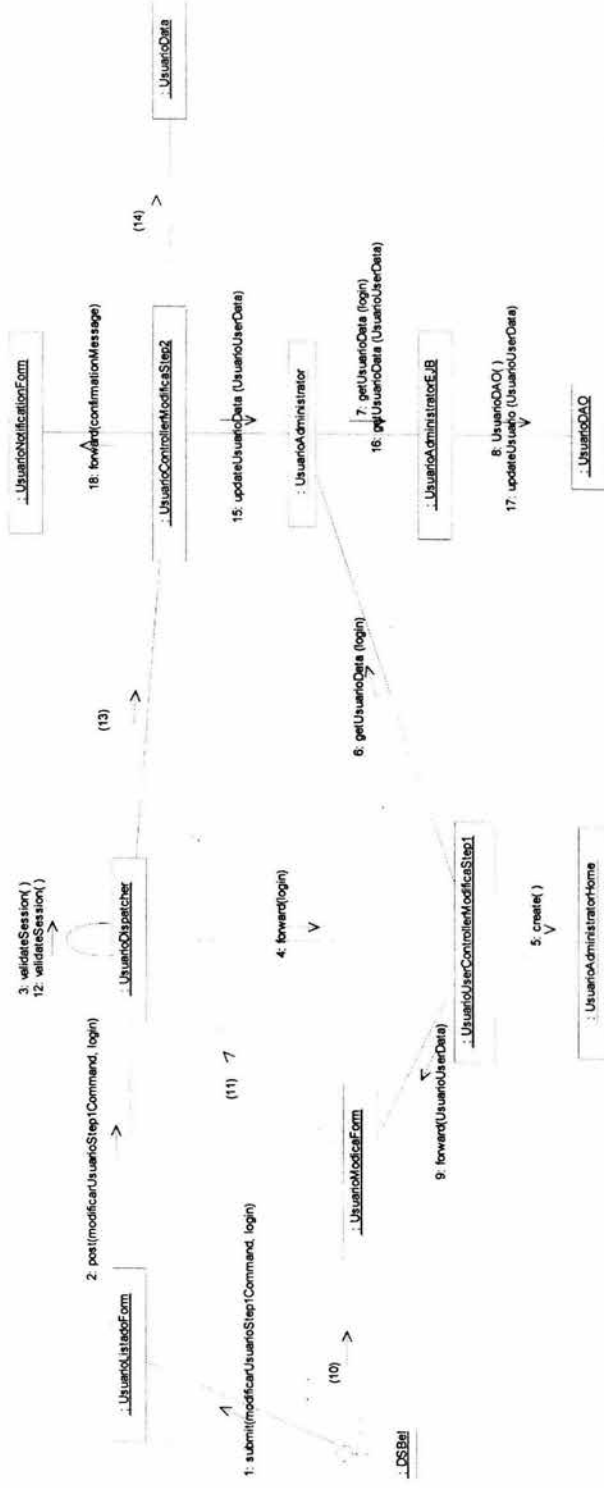 : UsuarioNotificationForm
18: forward(confirmationMessage)
: UsuarioControllerModificaStep2
(14)
: UsuarioData
15: updateUsuarioData (UsuarioUserData)
: UsuarioAdministrator
7: getUsuarioData (login)
16: getUsuarioData (UsuarioUserData)
: UsuarioAdministratorEJB
8: UsuarioDAO( )
17: updateUsuario (UsuarioUserData)
: UsuarioDAO
(13)
3: validateSession( )
12: validateSession( )
: UsuarioDispatcher
4: forward(login)
6: getUsuarioData (login)
: UsuarioUserControllerModificaStep1
5: create( )
: UsuarioAdministratorHome
2: post(modificarUsuarioStep1Command, login)
(11)
: UsuarioModicaForm
9: forward(UsuarioUserData)
: UsuarioListadoForm
1: submit(modificarUsuarioStep1Command, login)
(10)
: DSBel